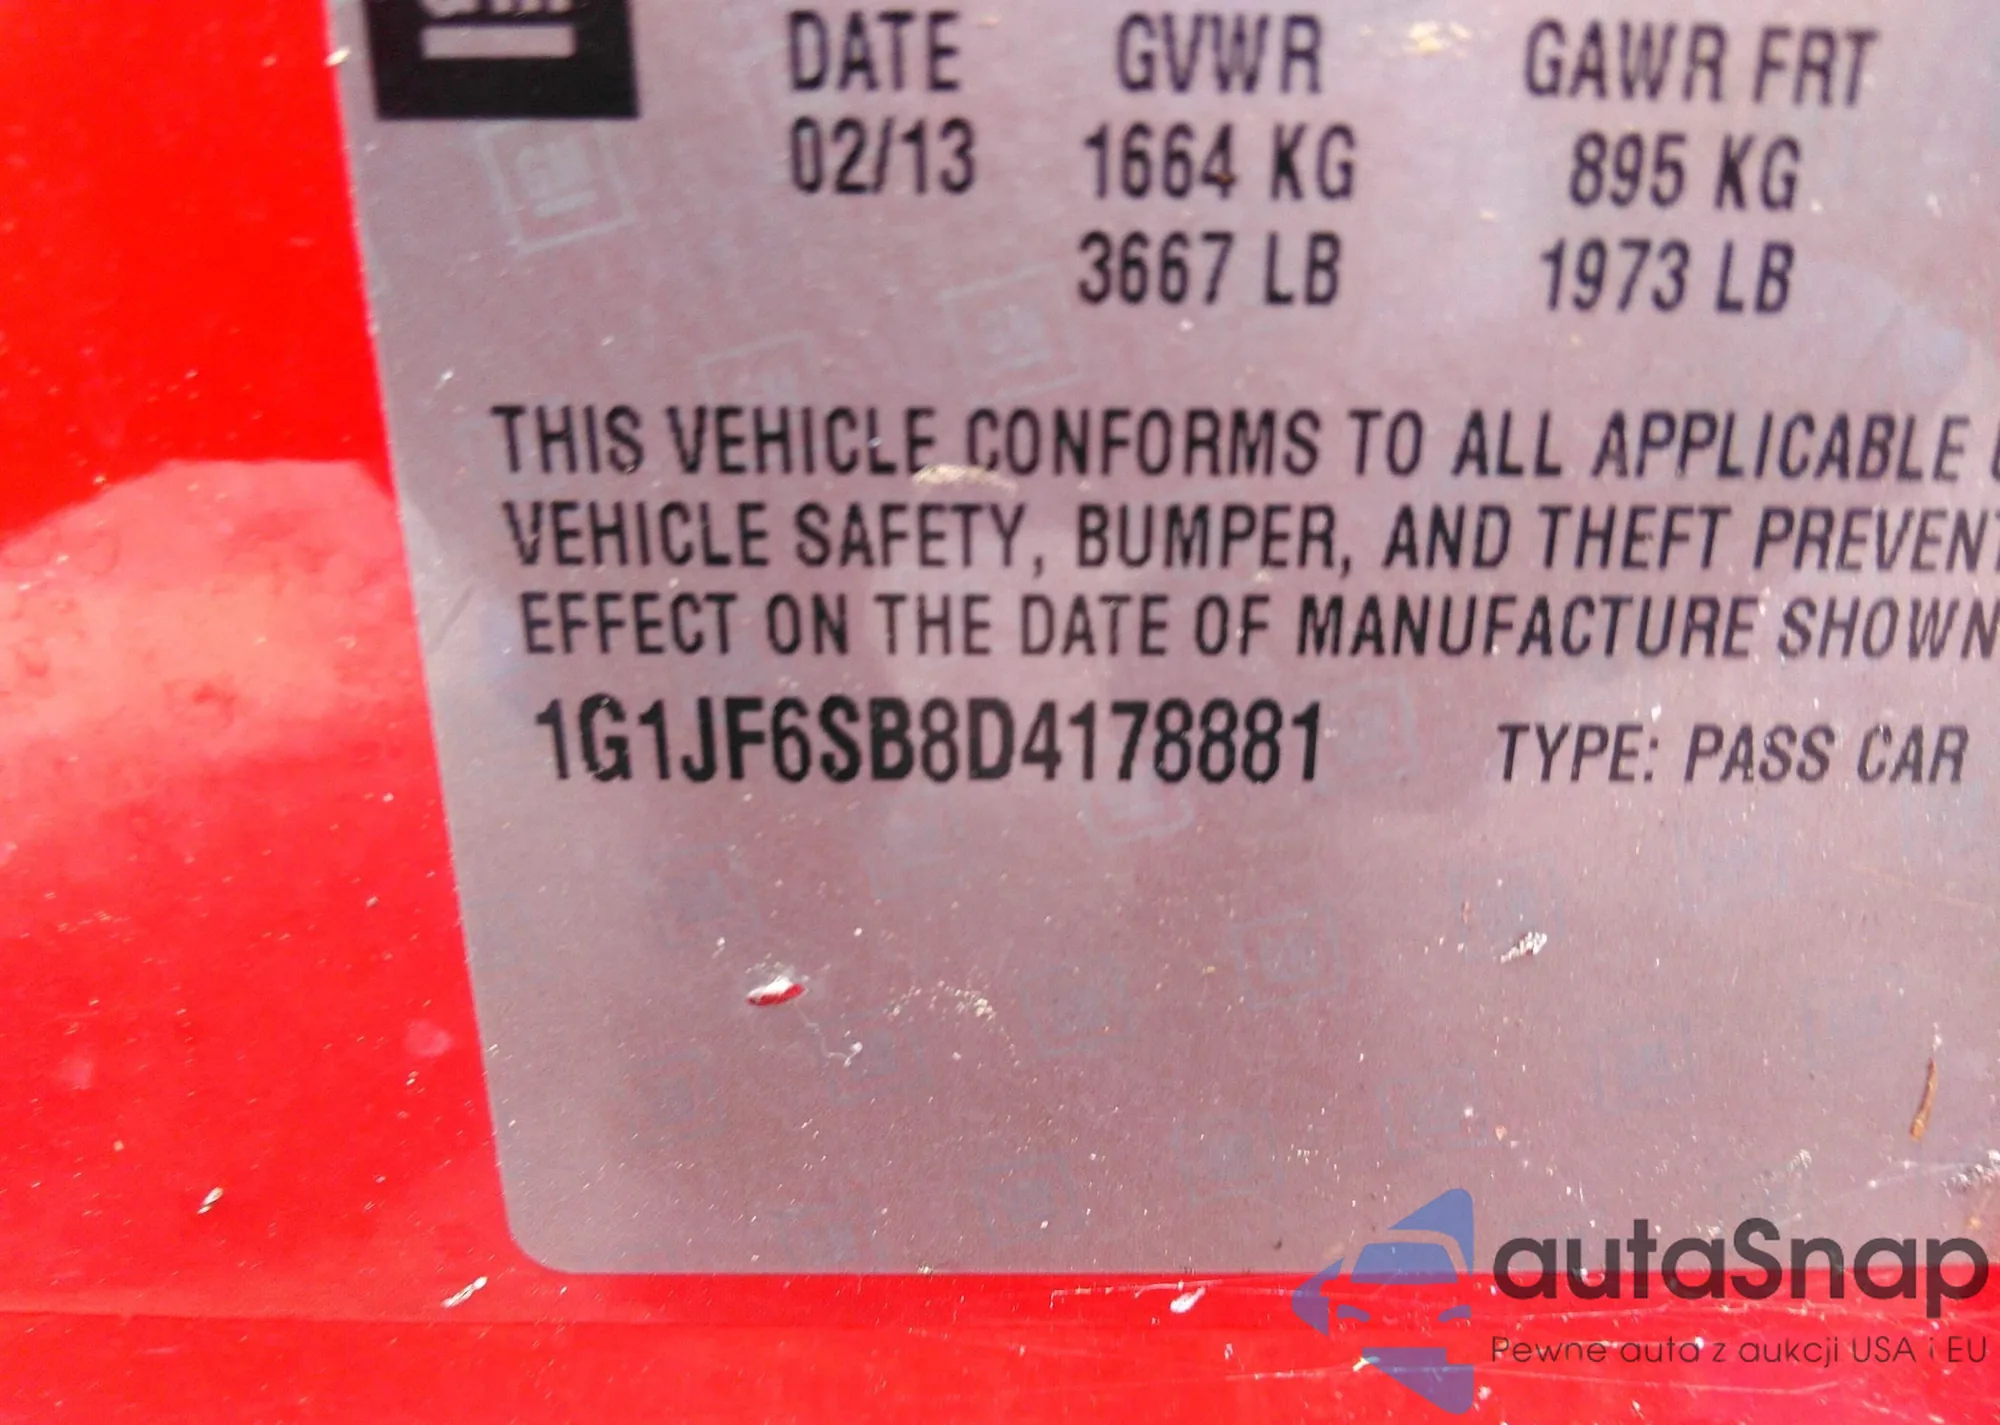 GM
DATE GVWR GAWR FRT
02/13 1664 KG 895 KG
3667 LB 1973 LB
THIS VEHICLE CONFORMS TO ALL APPLICABLE
VEHICLE SAFETY, BUMPER, AND THEFT PREVENT
EFFECT ON THE DATE OF MANUFACTURE SHOWN
1G1JF6SB8D4178881 TYPE: PASS CAR
autaSnap
Pewne auta z aukcji USA i EU